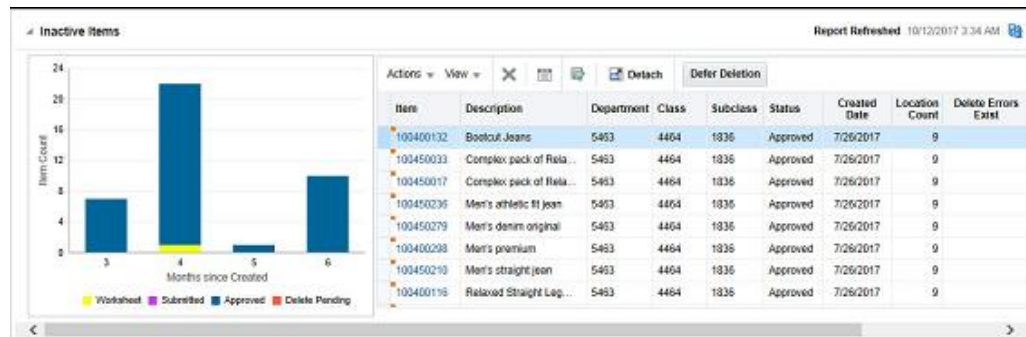 Inactive Items
Report Refreshed 10/12/2017 3:34 AM
24
20
16
12
8
4
0
Item Count
3 4 5 6
Months since Created
Worksheet Submitted Approved Delete Pending
Actions View Detach Defer Deletion
Item Description Department Class Subclass Status Created Date Location Count Delete Errors Exist
100400132 Bootcut Jeans 5463 4464 1836 Approved 7/26/2017 9
100450033 Complex pack of Rela... 5463 4464 1836 Approved 7/26/2017 9
100450017 Complex pack of Rela... 5463 4464 1836 Approved 7/26/2017 9
100450236 Men's athletic fit jean 5463 4464 1836 Approved 7/26/2017 9
100450279 Men's denim original 5463 4464 1836 Approved 7/26/2017 9
100400298 Men's premium 5463 4464 1836 Approved 7/26/2017 9
100450210 Men's straight jean 5463 4464 1836 Approved 7/26/2017 9
100400116 Relaxed Straight Leg... 5463 4464 1836 Approved 7/26/2017 9